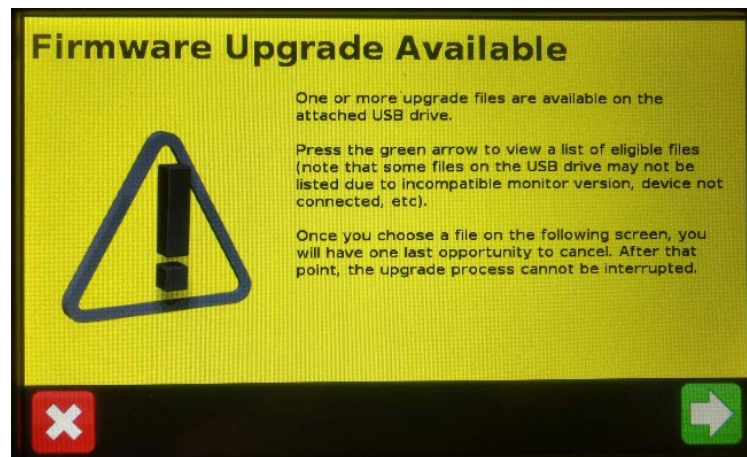 Firmware Upgrade Available
One or more upgrade files are available on the
attached USB drive.
Press the green arrow to view a list of eligible files
(note that some files on the USB drive may not be
listed due to incompatible monitor version, device not
connected, etc).
Once you choose a file on the following screen, you
will have one last opportunity to cancel. After that
point, the upgrade process cannot be interrupted.